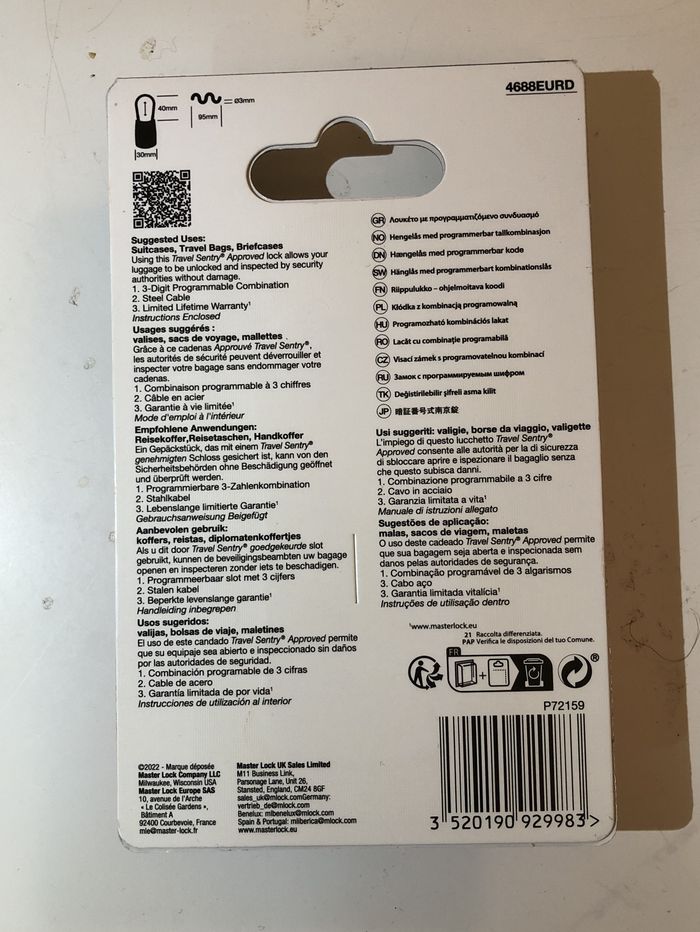 4688EURD
40mm
ø3mm
95mm
30mm
Suggested Uses:
Suitcases, Travel Bags, Briefcases
Using this Travel Sentry® Approved lock allows your
luggage to be unlocked and inspected by security
authorities without damage.
1. 3-Digit Programmable Combination
2. Steel Cable
3. Limited Lifetime Warranty¹
Instructions Enclosed
Usages suggérés :
valises, sacs de voyage, mallettes
Grâce à ce cadenas Approuvé Travel Sentry®,
les autorités de sécurité peuvent déverrouiller et
inspecter votre bagage sans endommager votre
cadenas.
1. Combinaison programmable à 3 chiffres
2. Câble en acier
3. Garantie à vie limitée¹
Mode d'emploi à l'intérieur
Empfohlene Anwendungen:
Reisekoffer,Reisetaschen, Handkoffer
Ein Gepäckstück, das mit einem Travel Sentry®
genehmigten Schloss gesichert ist, kann von den
Sicherheitsbehörden ohne Beschädigung geöffnet
und überprüft werden.
1. Programmierbare 3-Zahlenkombination
2. Stahlkabel
3. Lebenslange limitierte Garantie¹
Gebrauchsanweisung Beigefügt
Aanbevolen gebruik:
koffers, reistas, diplomatenkoffertjes
Als u dit door Travel Sentry® goedgekeurde slot
gebruikt, kunnen de beveiligingsbeambten uw bagage
openen en inspecteren zonder iets te beschadigen.
1. Programmeerbaar slot met 3 cijfers
2. Stalen kabel
3. Beperkte levenslange garantie¹
Handleiding inbegrepen
Usos sugeridos:
valijas, bolsas de viaje, maletines
El uso de este candado Travel Sentry® Approved permite
que su equipaje sea abierto e inspeccionado sin daños
por las autoridades de seguridad.
1. Combinación programable de 3 cifras
2. Cable de acero
3. Garantía limitada de por vida¹
Instrucciones de utilización al interior
GR Λουκέτο με προγραμματιζόμενο συνδυασμό
NO Hengelås med programmerbar tallkombinasjon
DN Hængelås med programmerbar kode
SW Hänglås med programmerbart kombinationslås
FN Riippulukko – ohjelmoitava koodi
PL Kłódka z kombinacją programowalną
HU Programozható kombinációs lakat
RO Lacăt cu combinație programabilă
CZ Visací zámek s programovatelnou kombinací
RU Замок с программируемым шифром
TK Değistirilebilir şifreli asma kilit
JP 暗証番号式南京錠
Usi suggeriti: valigie, borse da viaggio, valigette
L'impiego di questo lucchetto Travel Sentry®
Approved consente alle autorità per la di sicurezza
di sbloccare aprire e ispezionare il bagaglio senza
che questo subisca danni.
1. Combinazione programmabile a 3 cifre
2. Cavo in acciaio
3. Garanzia limitata a vita¹
Manuale di istruzioni allegato
Sugestões de aplicação:
malas, sacos de viagem, maletas
O uso deste cadeado Travel Sentry® Approved permite
que sua bagagem seja aberta e inspecionada sem
danos pelas autoridades de segurança.
1. Combinação programável de 3 algarismos
3. Cabo aço
3. Garantia limitada vitalícia¹
Instruções de utilização dentro
¹www.masterlock.eu
21 Raccolta differenziata.
PAP Verifica le disposizioni del tuo Comune.
FR
®
P72159
3 520190 929983 >
©2022 - Marque déposée
Master Lock Company LLC
Milwaukee, Wisconsin USA
Master Lock Europe SAS
10, avenue de l'Arche
« Le Colisée Gardens »,
Bâtiment A
92400 Courbevoie, France
mle@master-lock.fr
Master Lock UK Sales Limited
M11 Business Link,
Parsonage Lane, Unit 26,
Stansted, England, CM24 8GF
sales_uk@mlock.comGermany:
vertrieb_de@mlock.com
Benelux: mlbenelux@mlock.com
Spain & Portugal: mliberica@mlock.com
www.masterlock.eu